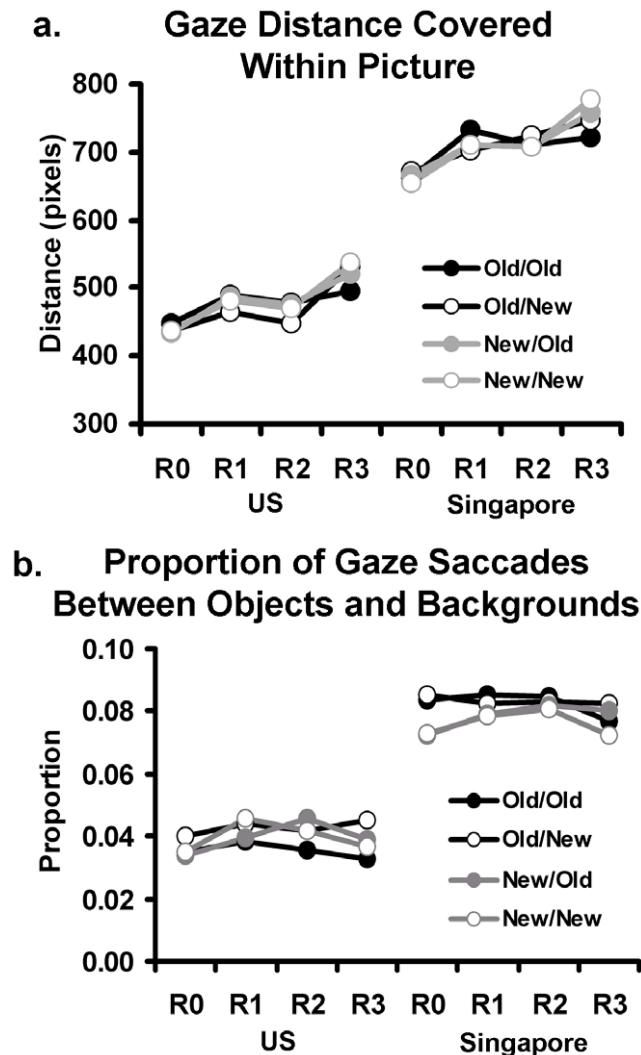 a. Gaze Distance Covered
Within Picture
800
700
600
500
400
300
Distance (pixels)
Old/Old
Old/New
New/Old
New/New
R0 R1 R2 R3 R0 R1 R2 R3
US Singapore
b. Proportion of Gaze Saccades
Between Objects and Backgrounds
0.10
0.08
0.06
0.04
0.02
0.00
Proportion
Old/Old
Old/New
New/Old
New/New
R0 R1 R2 R3 R0 R1 R2 R3
US Singapore